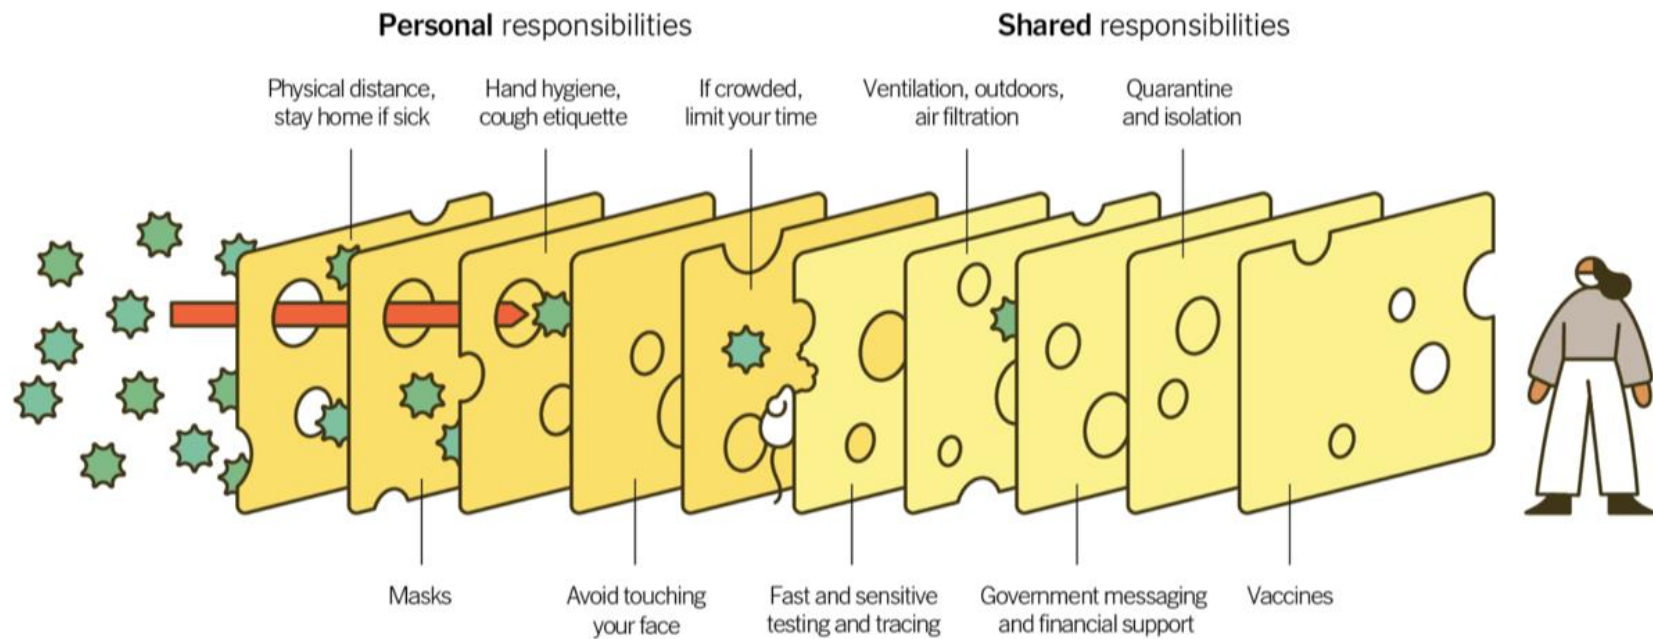 Personal responsibilities
Shared responsibilities
Physical distance,
stay home if sick
Hand hygiene,
cough etiquette
If crowded,
limit your time
Ventilation, outdoors,
air filtration
Quarantine
and isolation
Masks
Avoid touching
your face
Fast and sensitive
testing and tracing
Government messaging
and financial support
Vaccines